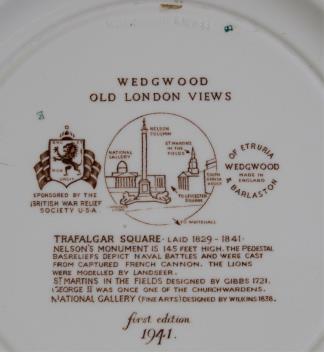 WEDGWOOD
OLD LONDON VIEWS
NELSON
COLUMN
NATIONAL
GALLERY
ST MARTINS
IN THE
FIELDS
SOUTH
AFRICA
HOUSE
TO LEICESTER
SQUARE
TO WHITEHALL
OF ETRURIA
WEDGWOOD
MADE IN
ENGLAND
& BARLASTON
SPONSORED BY THE
BRITISH WAR RELIEF
SOCIETY U·S·A·
TRAFALGAR SQUARE· LAID 1829 - 1841·
NELSON'S MONUMENT IS 145 FEET HIGH. THE PEDESTAL
BASRELIEFS DEPICT NAVAL BATTLES AND WERE CAST
FROM CAPTURED FRENCH CANNON. THE LIONS
WERE MODELLED BY LANDSEER.
ST MARTINS IN THE FIELDS DESIGNED BY GIBBS 1721.
GEORGE II WAS ONCE ONE OF THE CHURCHWARDENS.
NATIONAL GALLERY (FINE ARTS) DESIGNED BY WILKINS 1838.
first edition
1941.